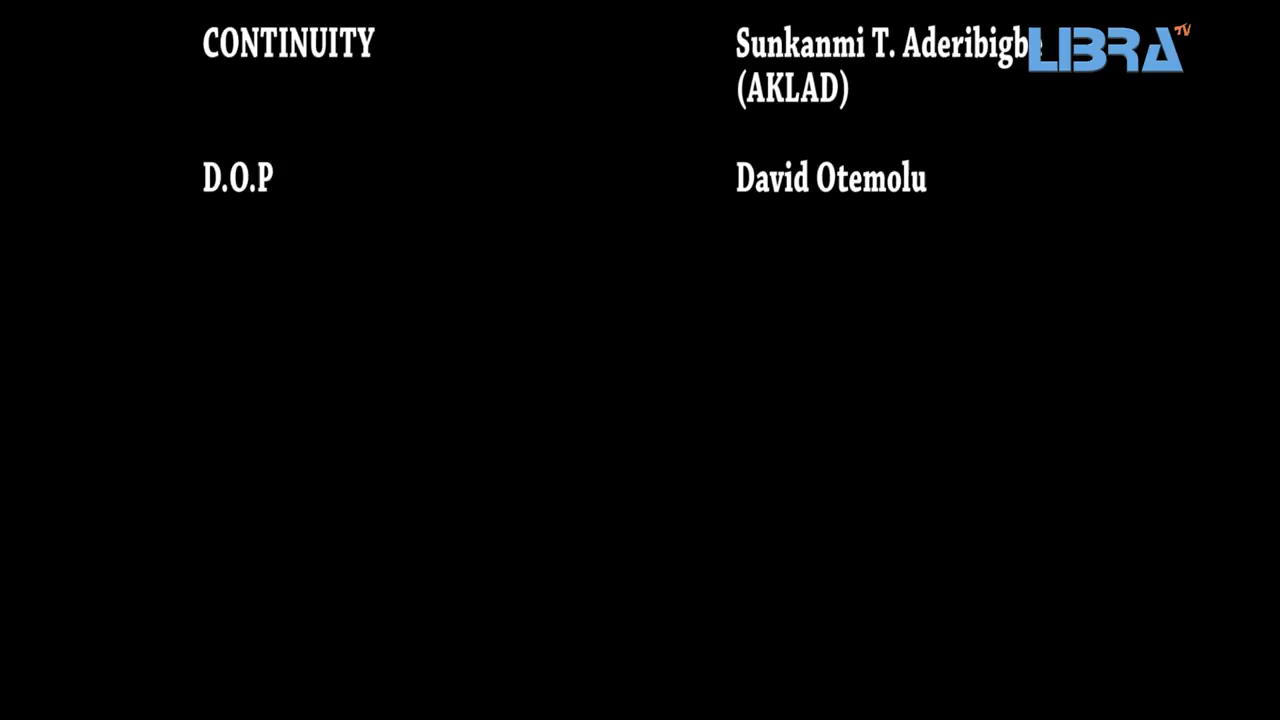 CONTINUITY Sunkanmi T. Aderibigbe LIBRA TV
(AKLAD)
D.O.P David Otemolu